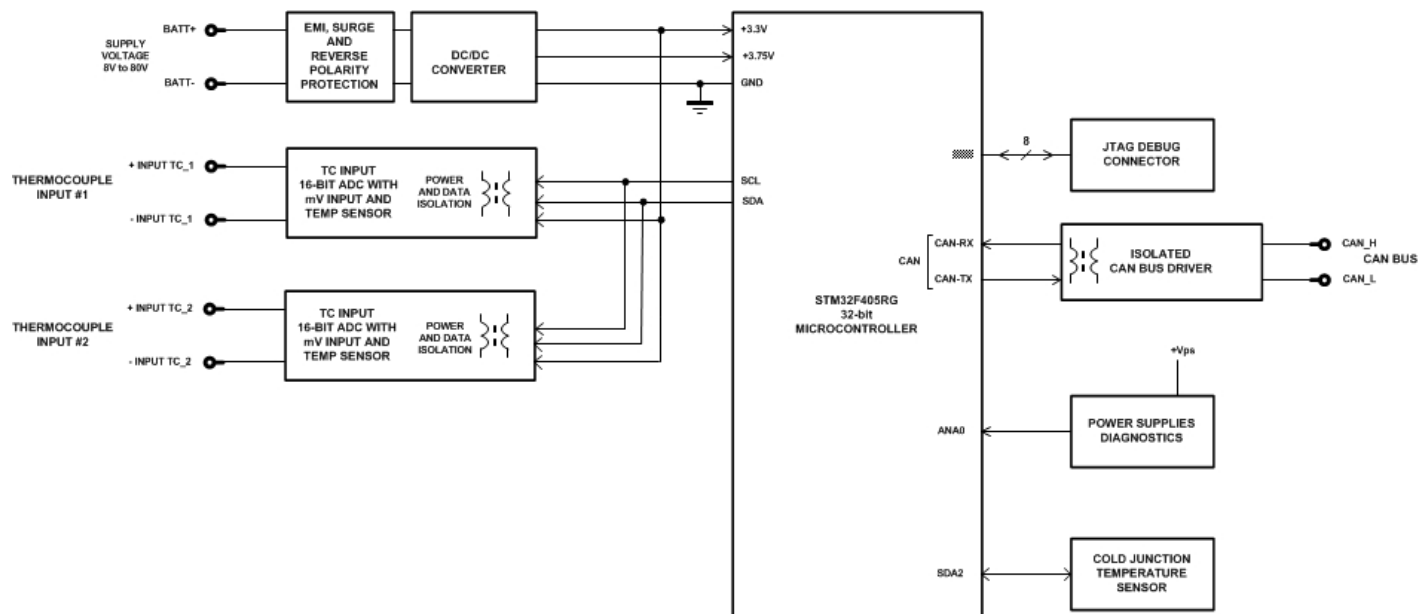 BATT+
SUPPLY
VOLTAGE
8V to 80V
BATT-
EMI, SURGE
AND
REVERSE
POLARITY
PROTECTION
DC/DC
CONVERTER
+3.3V
+3.75V
GND
THERMOCOUPLE
INPUT #1
+ INPUT TC_1
- INPUT TC_1
TC INPUT
16-BIT ADC WITH
mV INPUT AND
TEMP SENSOR
POWER
AND DATA
ISOLATION
SCL
SDA
THERMOCOUPLE
INPUT #2
+ INPUT TC_2
- INPUT TC_2
TC INPUT
16-BIT ADC WITH
mV INPUT AND
TEMP SENSOR
POWER
AND DATA
ISOLATION
STM32F405RG
32-bit
MICROCONTROLLER
8
JTAG DEBUG
CONNECTOR
CAN
CAN-RX
CAN-TX
ISOLATED
CAN BUS DRIVER
CAN_H
CAN BUS
CAN_L
+Vps
ANA0
POWER SUPPLIES
DIAGNOSTICS
SDA2
COLD JUNCTION
TEMPERATURE
SENSOR